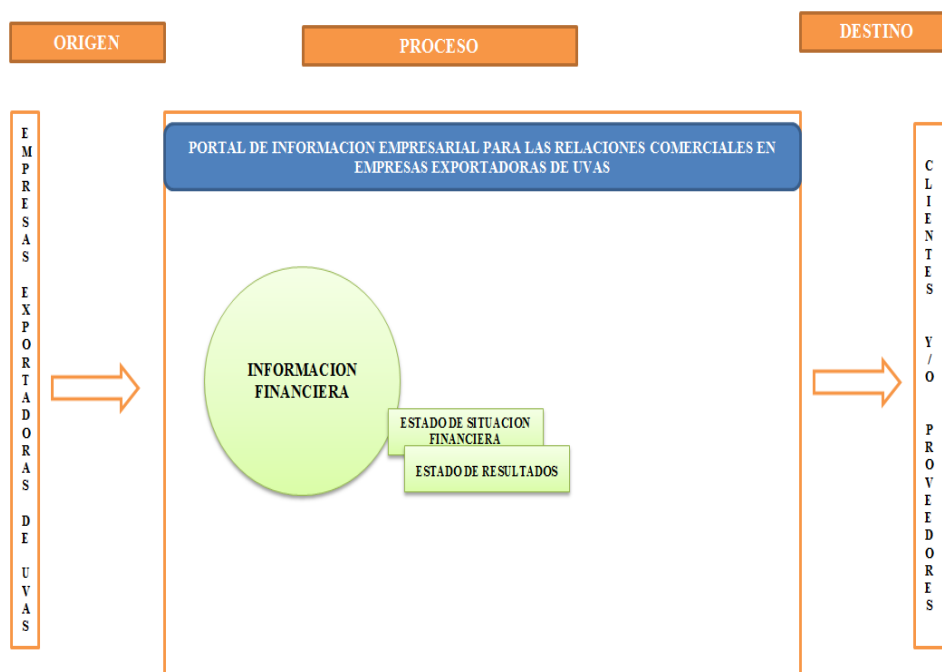 ORIGEN
PROCESO
DESTINO
EMPRESAS EXPORTADORAS DE UVAS
PORTAL DE INFORMACION EMPRESARIAL PARA LAS RELACIONES COMERCIALES EN
EMPRESAS EXPORTADORAS DE UVAS
INFORMACION
FINANCIERA
ESTADO DE SITUACION
FINANCIERA
ESTADO DE RESULTADOS
CLIENTES Y/O PROVEEDORES